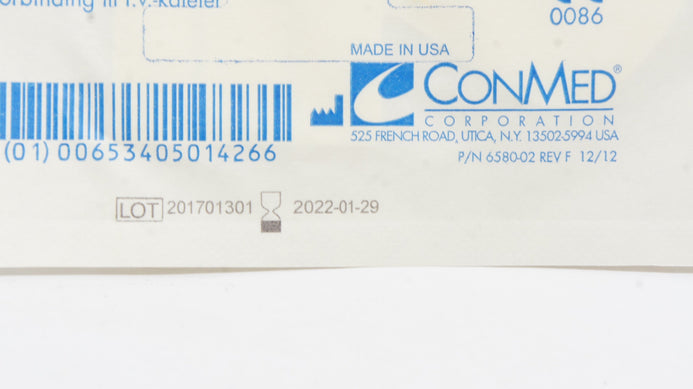 I.V.-kateter
0086
MADE IN USA
CONMED®
CORPORATION
525 FRENCH ROAD, UTICA, N.Y. 13502-5994 USA
(01) 00653405014266
P/N 6580-02 REV F 12/12
LOT 201701301 2022-01-29